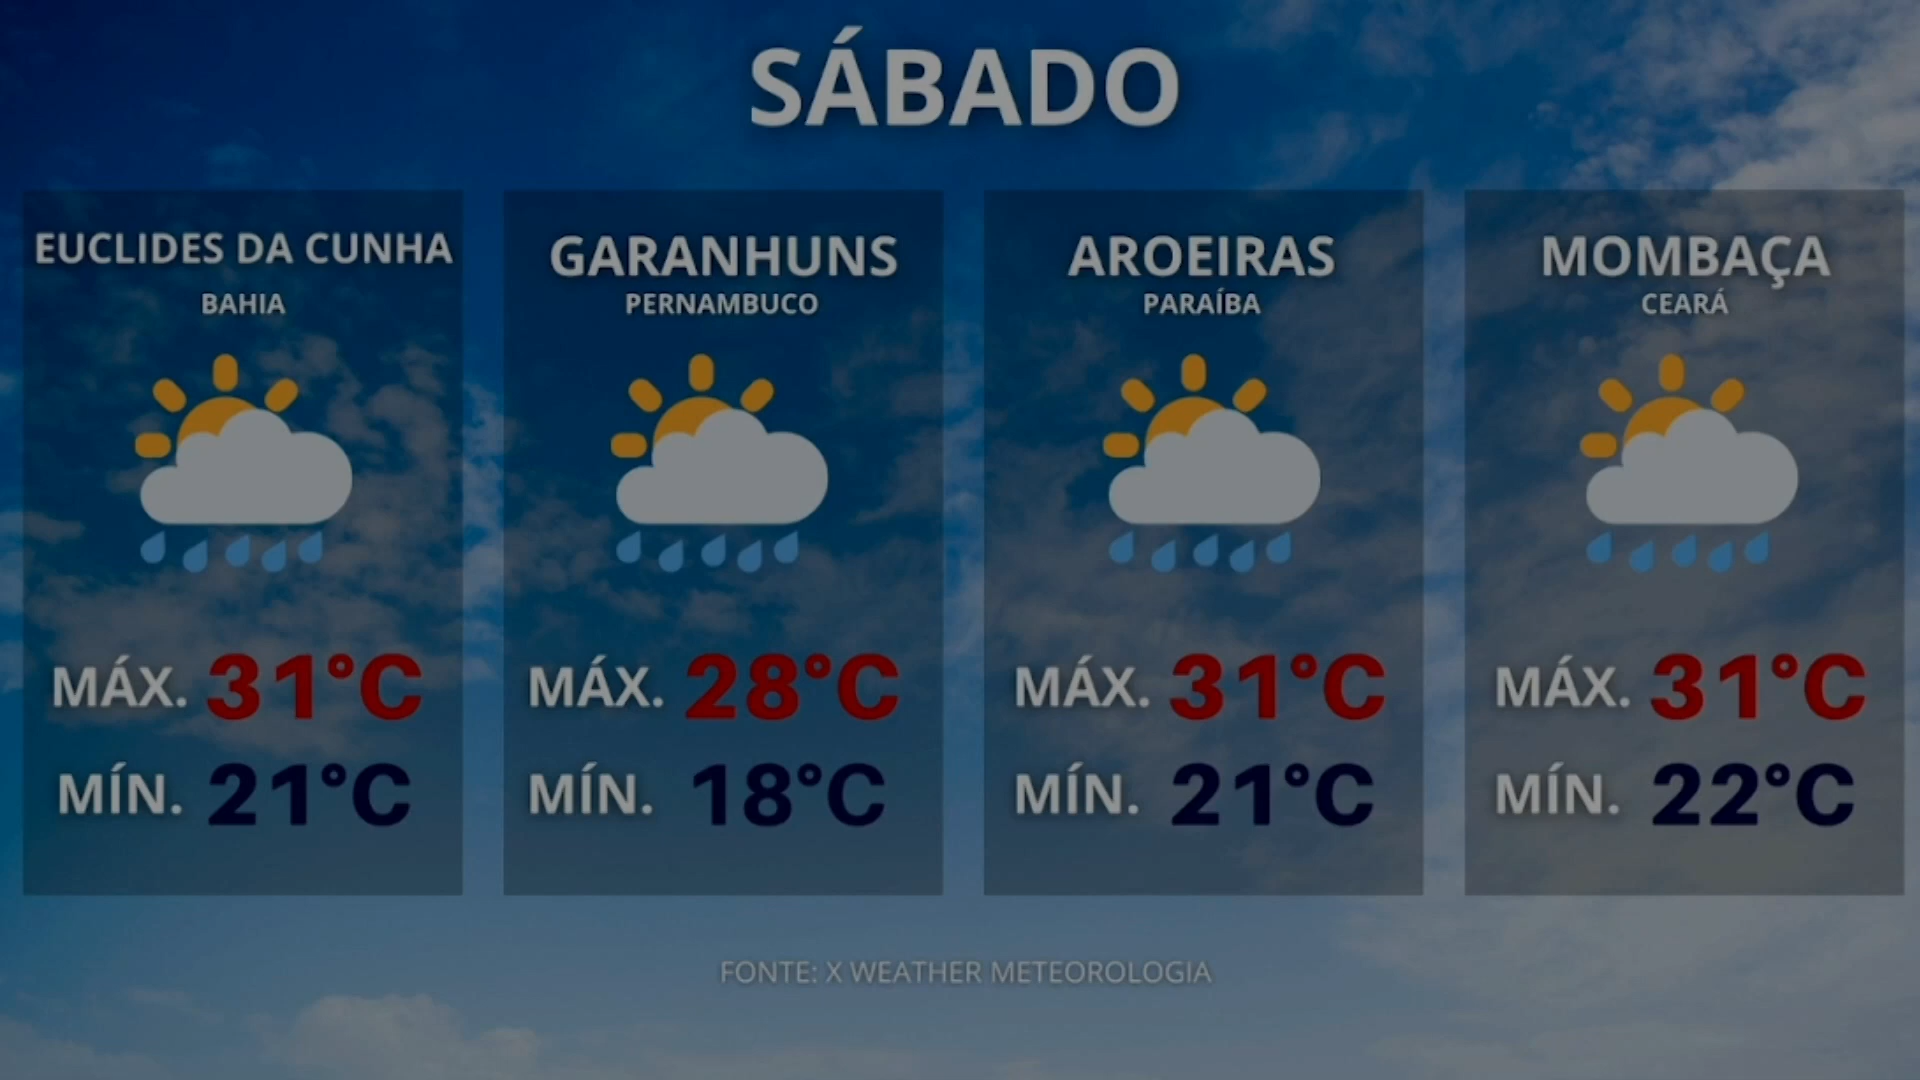 SÁBADO
EUCLIDES DA CUNHA
BAHIA
MÁX. 31°C
MÍN. 21°C
GARANHUNS
PERNAMBUCO
MÁX. 28°C
MÍN. 18°C
AROEIRAS
PARAÍBA
MÁX. 31°C
MÍN. 21°C
MOMBAÇA
CEARÁ
MÁX. 31°C
MÍN. 22°C
FONTE: X WEATHER METEOROLOGIA